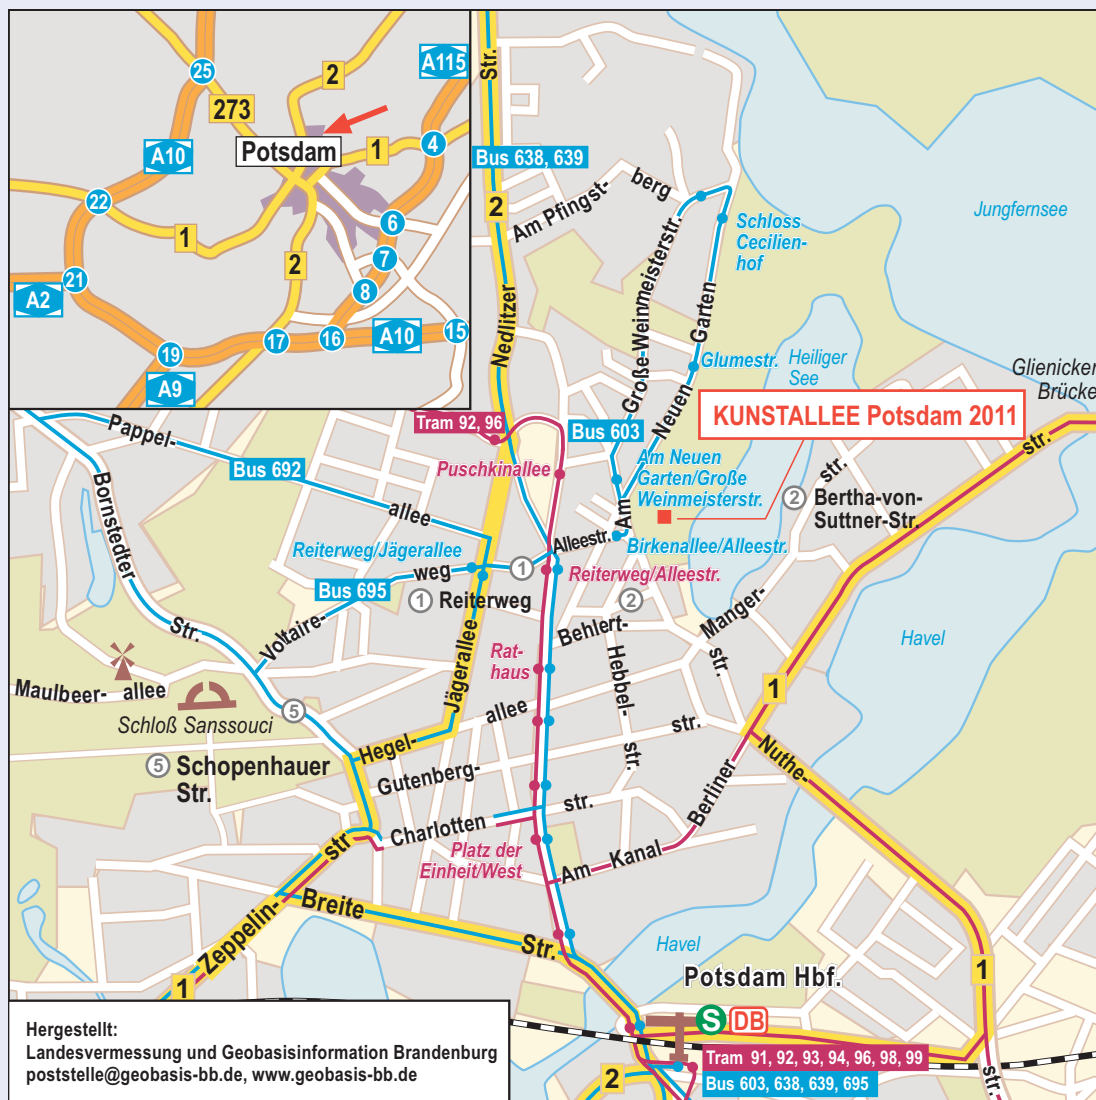 25
2
A115
273
A10
Potsdam
1
4
22
1
6
2
7
21
8
A2
17
16
A10
15
19
A9
Str.
Bus 638, 639
2
Am Pfingst-
berg
Nedlitzer
Große Weinmeisterstr.
Schloss
Cecilien-
hof
Jungfernsee
Am Neuen Garten
Glumestr.
Heiliger
See
Glienicker
Brücke
KUNSTALLEE Potsdam 2011
Tram 92, 96
Bus 603
Puschkinallee
Am Neuen
Garten/Große
Weinmeisterstr.
str.
str.
2 Bertha-von-
Suttner-Str.
Pappel-
allee
Bus 692
Bornstedter
Str.
Reiterweg/Jägerallee
Alleestr.
Birkenallee/Alleestr.
weg
1
Bus 695
1 Reiterweg
Reiterweg/Alleestr.
2
Voltaire-
Behlert-
Manger-
str.
Havel
Rat-
haus
Hebbel-
str.
Jägerallee
Maulbeer- allee
Schloß Sanssouci
5
allee
str.
1
Hegel-
5 Schopenhauer
Str.
Gutenberg-
Nuthe-
Berliner
str.
Charlotten
str
Platz der
Einheit/West
Am Kanal
Breite
Str.
Zeppelin-
1
Havel
Potsdam Hbf.
1
S
DB
Hergestellt:
Landesvermessung und Geobasisinformation Brandenburg
poststelle@geobasis-bb.de, www.geobasis-bb.de
2
Tram 91, 92, 93, 94, 96, 98, 99
Bus 603, 638, 639, 695
str.